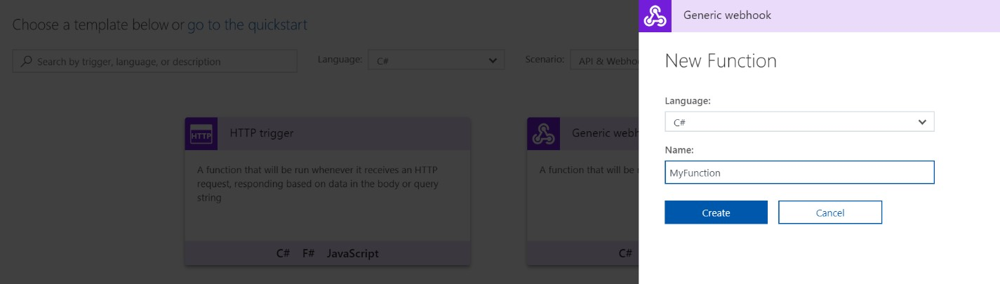 Choose a template below or go to the quickstart
Search by trigger, language, or description
Language:
C#
Scenario:
API & Webho
HTTP
HTTP trigger
A function that will be run whenever it receives an HTTP
request, responding based on data in the body or query
string
C# F# JavaScript
Generic webh
A function that will be r
C#
Generic webhook
New Function
Language:
C#
Name:
MyFunction
Create
Cancel